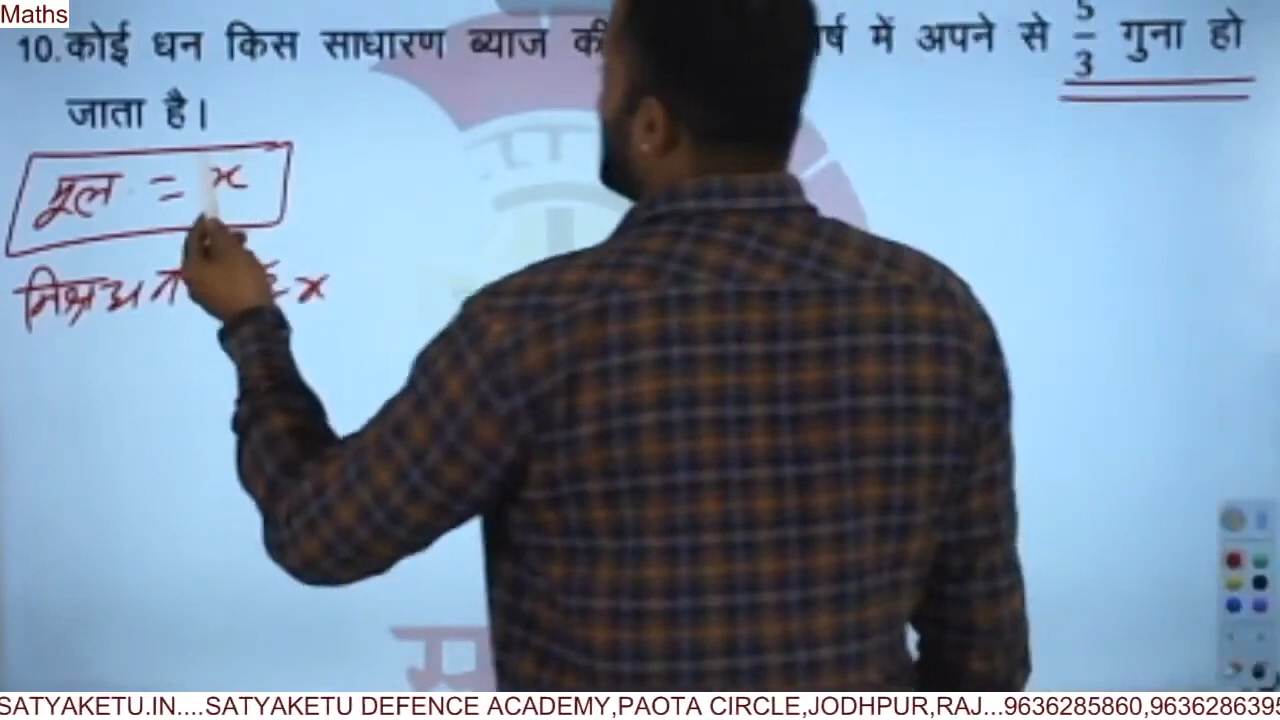 Maths
10. कोई धन किस साधारण ब्याज की में अपने से 5/3 गुना हो
जाता है।
मूल = x
x
SATYAKETU.IN....SATYAKETU DEFENCE ACADEMY,PAOTA CIRCLE,JODHPUR,RAJ...9636285860,963628639